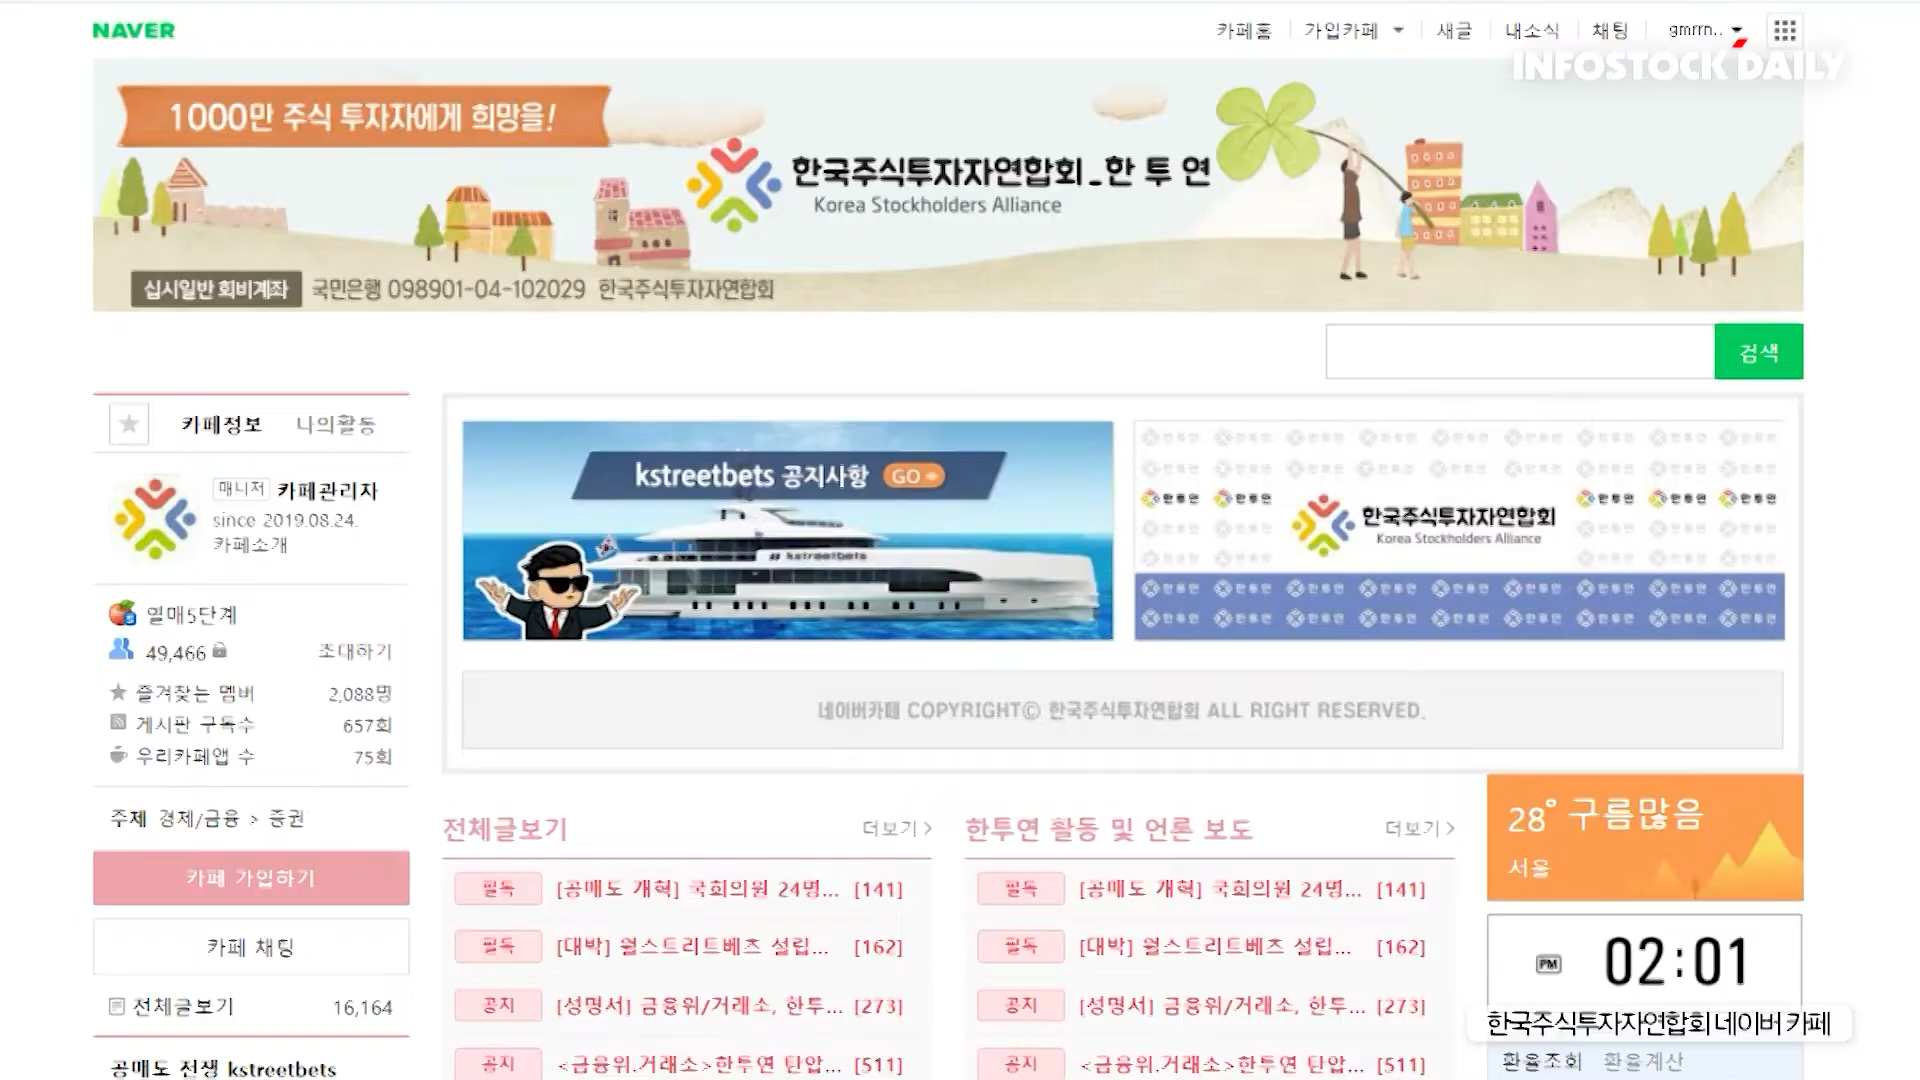 NAVER
카페홈 가입카페 새글 내소식 채팅 gmrrn..
INFOSTOCK DAILY
1000만 주식 투자자에게 희망을!
한국주식투자자연합회_한 투 연
Korea Stockholders Alliance
십시일반 회비계좌 국민은행 098901-04-102029 한국주식투자자연합회
검색
카페정보 나의활동
매니저 카페관리자
since 2019.08.24.
카페소개
열매5단계
49,466 초대하기
즐겨찾는 멤버 2,088명
게시판 구독수 657회
우리카페앱 수 75회
주제 경제/금융 > 증권
카페 가입하기
카페 채팅
전체글보기 16,164
공매도 전쟁 kstreetbets
kstreetbets 공지사항 GO
kstreetbets
한국주식투자자연합회
Korea Stockholders Alliance
네이버카페 COPYRIGHTⒸ 한국주식투자연합회 ALL RIGHT RESERVED.
전체글보기 더보기
필독 [공매도 개혁] 국회의원 24명... [141]
필독 [대박] 월스트리트베츠 설립... [162]
공지 [성명서] 금융위/거래소, 한투... [273]
공지 <금융위.거래소>한투연 탄압... [511]
한투연 활동 및 언론 보도 더보기
필독 [공매도 개혁] 국회의원 24명... [141]
필독 [대박] 월스트리트베츠 설립... [162]
공지 [성명서] 금융위/거래소, 한투... [273]
공지 <금융위.거래소>한투연 탄압... [511]
28° 구름많음
서울
PM 02:01
한국주식투자자연합회 네이버 카페
환율조회 환율계산